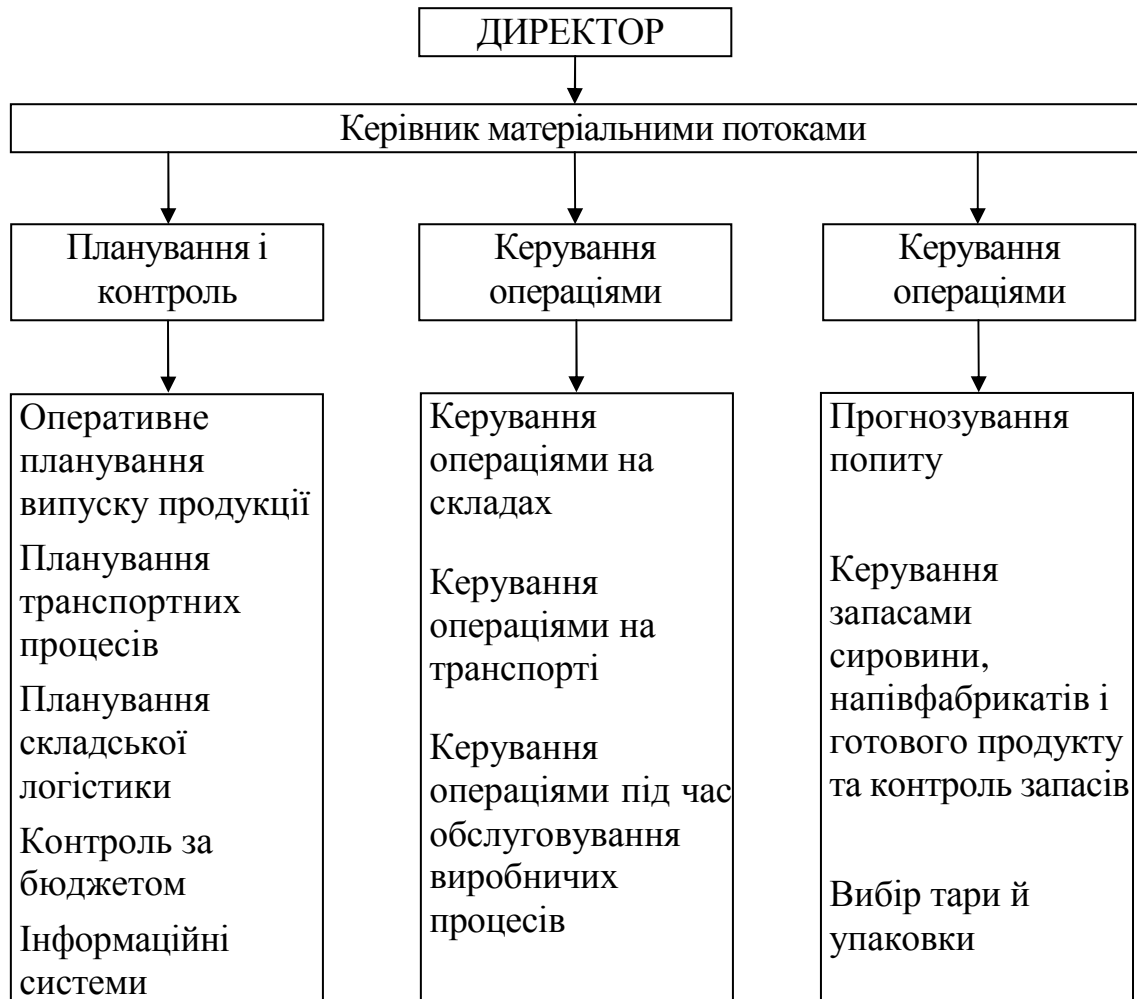 ДИРЕКТОР
Керівник матеріальними потоками
Планування і
контроль
Керування
операціями
Керування
операціями
Оперативне
планування
випуску продукції
Планування
транспортних
процесів
Планування
складської
логістики
Контроль за
бюджетом
Інформаційні
системи
Керування
операціями на
складах
Керування
операціями на
транспорті
Керування
операціями під час
обслуговування
виробничих
процесів
Прогнозування
попиту
Керування
запасами
сировини,
напівфабрикатів і
готового продукту
та контроль запасів
Вибір тари й
упаковки